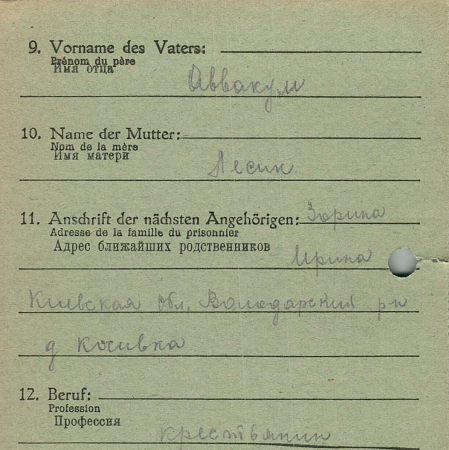 9. Vorname des Vaters:
Prénom du père
Имя отца
Аввакум
10. Name der Mutter:
Nom de la mère
Имя матери
Лесик
11. Anschrift der nächsten Angehörigen: Зорина
Adresse de la famille du prisonnier
Адрес ближайших родственников
Ирина
Киевская обл. Володарский р-н
д Косивка
12. Beruf:
Profession
Профессия
крестьянин